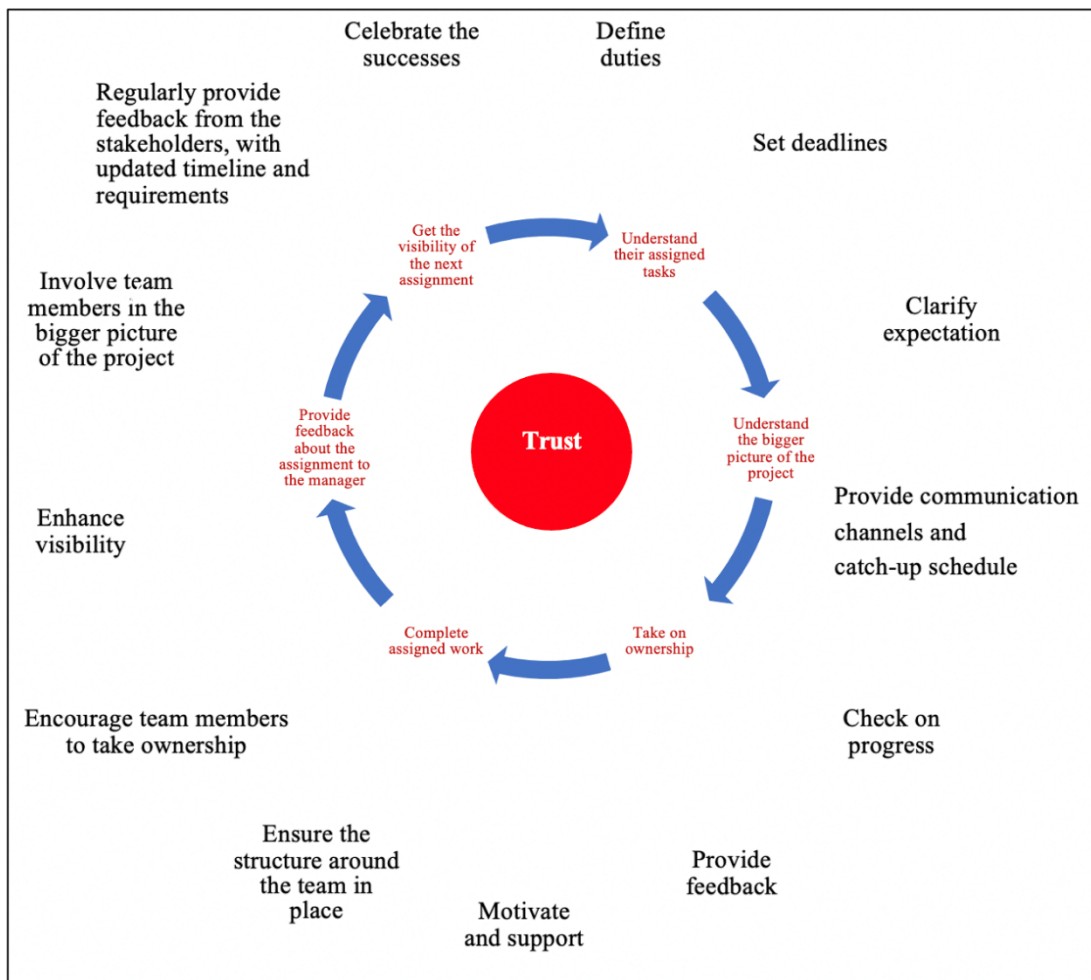 Celebrate the
successes
Define
duties
Regularly provide
feedback from the
stakeholders, with
updated timeline and
requirements
Set deadlines
Get the
visibility of
the next
assignment
Understand
their assigned
tasks
Involve team
members in the
bigger picture
of the project
Clarify
expectation
Provide
feedback
about the
assignment to
the manager
Trust
Understand
the bigger
picture of the
project
Enhance
visibility
Provide communication
channels and
catch-up schedule
Complete
assigned work
Take on
ownership
Encourage team members
to take ownership
Check on
progress
Ensure the
structure around
the team in
place
Motivate
and support
Provide
feedback